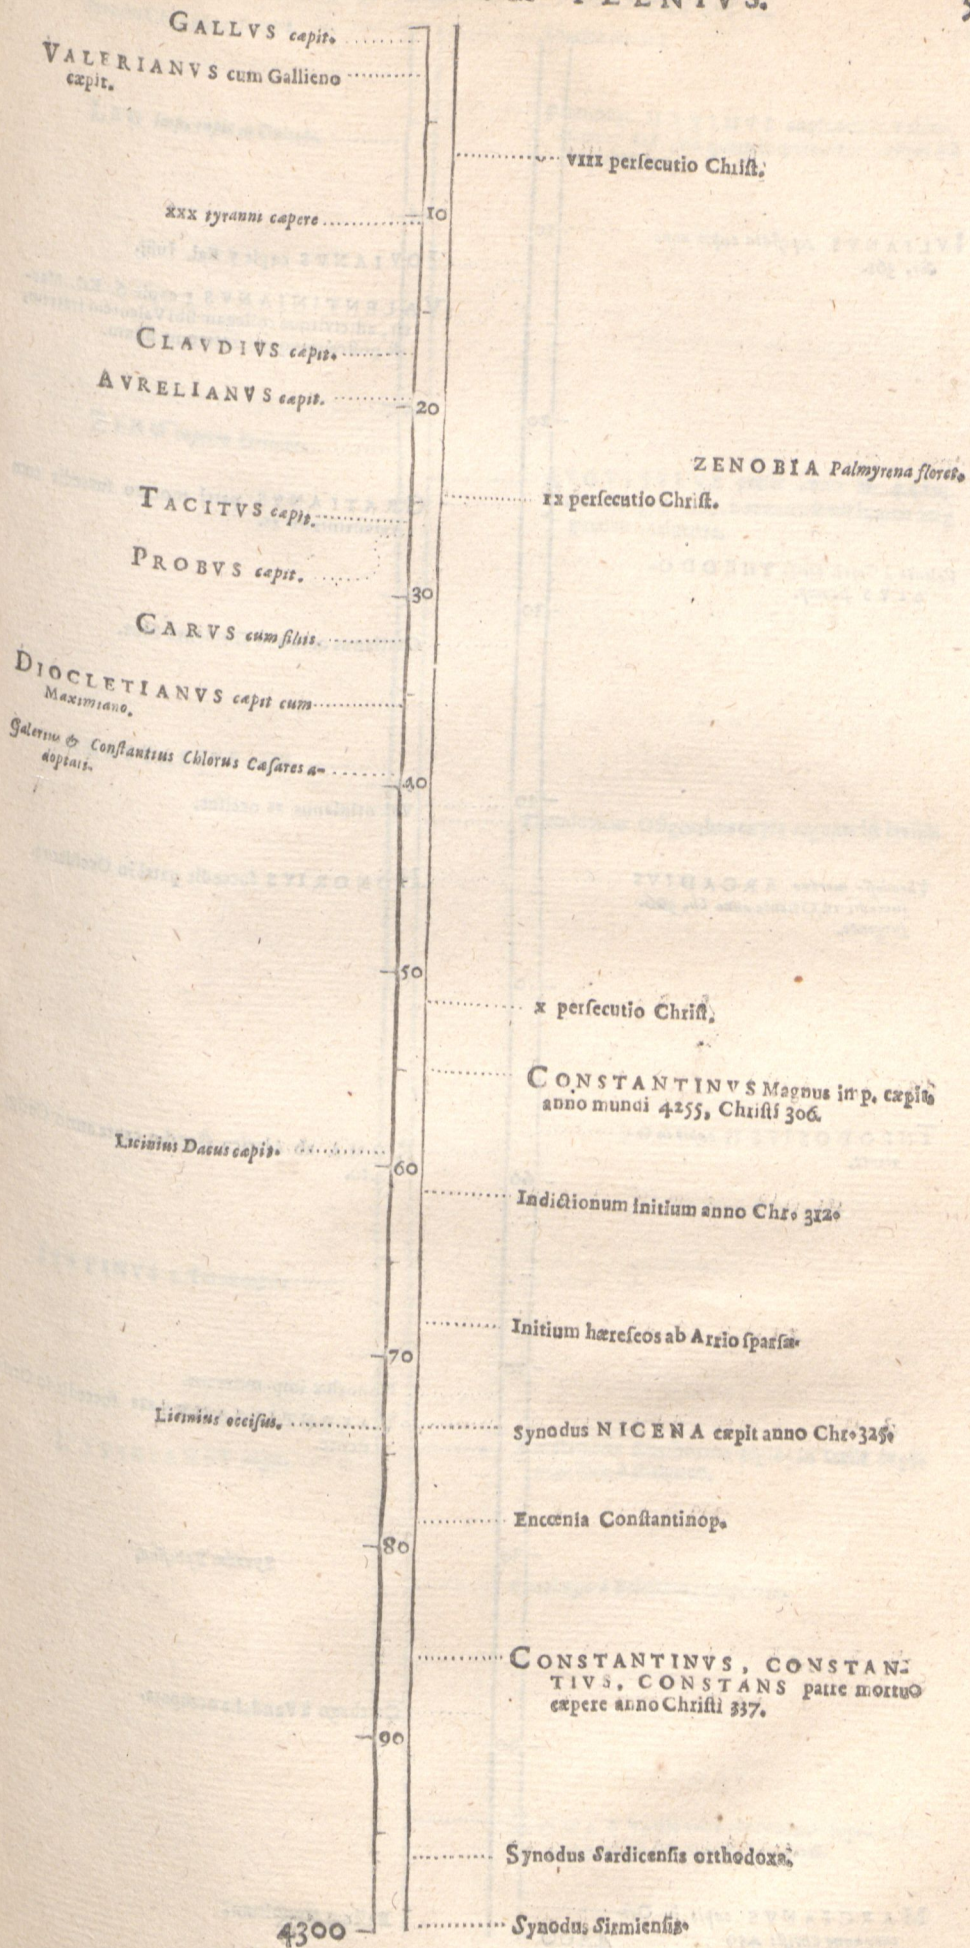 PLENIVS.
GALLVS cæpit.
VALERIANVS cum Gallieno
cæpit.
VIII persecutio Christ.
xxx tyranni cæpere
10
CLAVDIVS cæpit.
AVRELIANVS cæpit.
20
ZENOBIA Palmyrena floret.
IX persecutio Christ.
TACITVS cæpit.
PROBVS cæpit.
30
CARVS cum filiis.
DIOCLETIANVS cæpit cum
Maximiano.
Galerius & Constantius Chlorus Cæsares a-
doptati.
40
50
X persecutio Christ.
CONSTANTINVS Magnus imp. cæpit
anno mundi 4255, Christi 306.
Licinius Dacus cæpit.
60
Indictionum initium anno Chr. 312.
Initium hæreseos ab Arrio sparsæ.
70
Licinius occisus.
Synodus NICENA cæpit anno Chr. 325.
Encœnia Constantinop.
80
CONSTANTINVS, CONSTAN-
TIVS, CONSTANS patre mortuo
cæpere anno Christi 337.
90
Synodus Sardicensis orthodoxa.
4300
Synodus Sirmiensis.